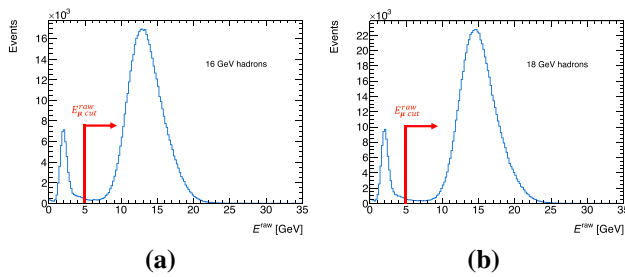 ×10³
Events
16
14
12
10
8
6
4
2
0
16 GeV hadrons
E^raw_μ cut
0 5 10 15 20 25 30 35
E^raw [GeV]
(a)
×10³
Events
22
20
18
16
14
12
10
8
6
4
2
0
18 GeV hadrons
E^raw_μ cut
0 5 10 15 20 25 30 35
E^raw [GeV]
(b)